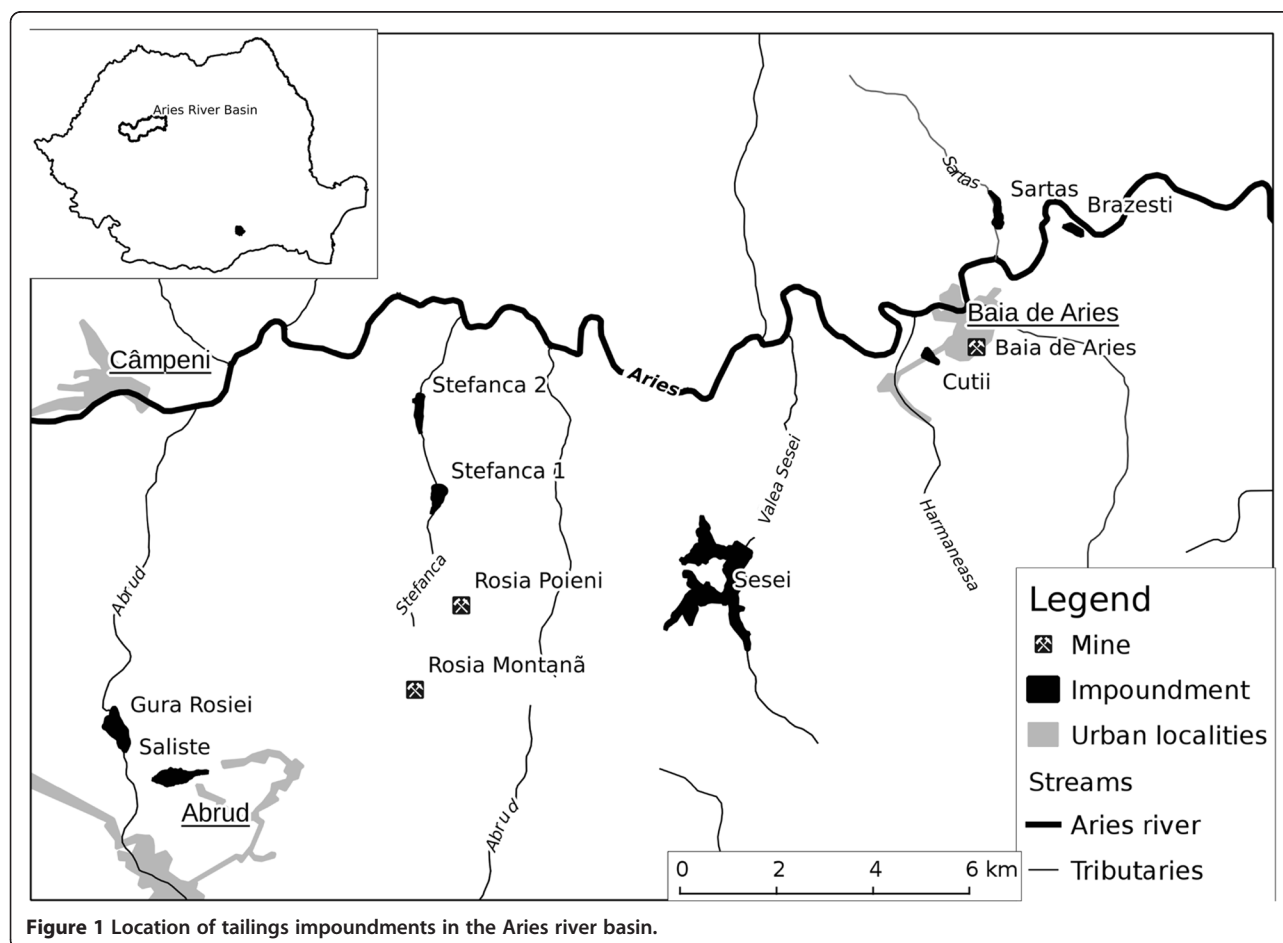 Aries River Basin
Sartas
Sartas
Brazesti
Baia de Aries
Baia de Aries
Cutii
Câmpeni
Aries
Stefanca 2
Stefanca 1
Valea Sesei
Harmaneasa
Abrud
Stefanca
Rosia Poieni
Sesei
Rosia Montanã
Gura Rosiei
Saliste
Abrud
Abrud
Legend
Mine
Impoundment
Urban localities
Streams
Aries river
Tributaries
0 2 4 6 km
Figure 1 Location of tailings impoundments in the Aries river basin.